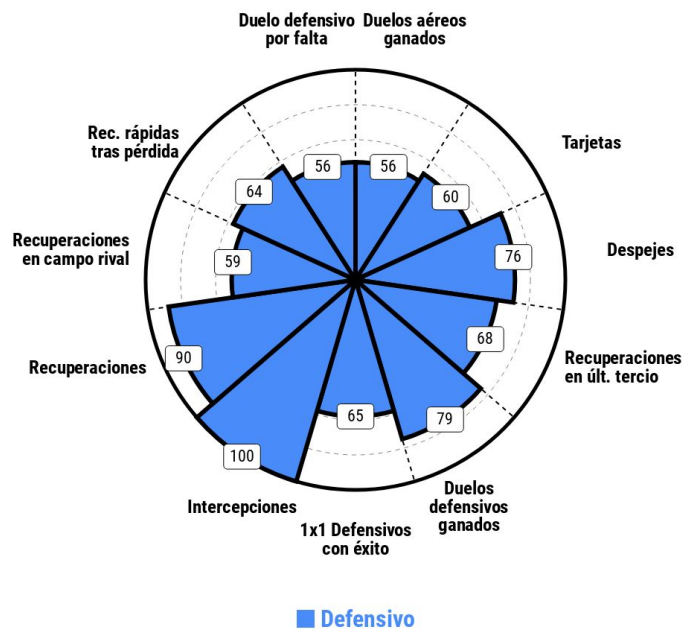 Duelo defensivo
por falta
Duelos aéreos
ganados
Tarjetas
Despejes
Recuperaciones
en últ. tercio
Duelos
defensivos
ganados
1x1 Defensivos
con éxito
Intercepciones
Recuperaciones
Recuperaciones
en campo rival
Rec. rápidas
tras pérdida
56
56
60
76
68
79
65
100
90
59
64
Defensivo